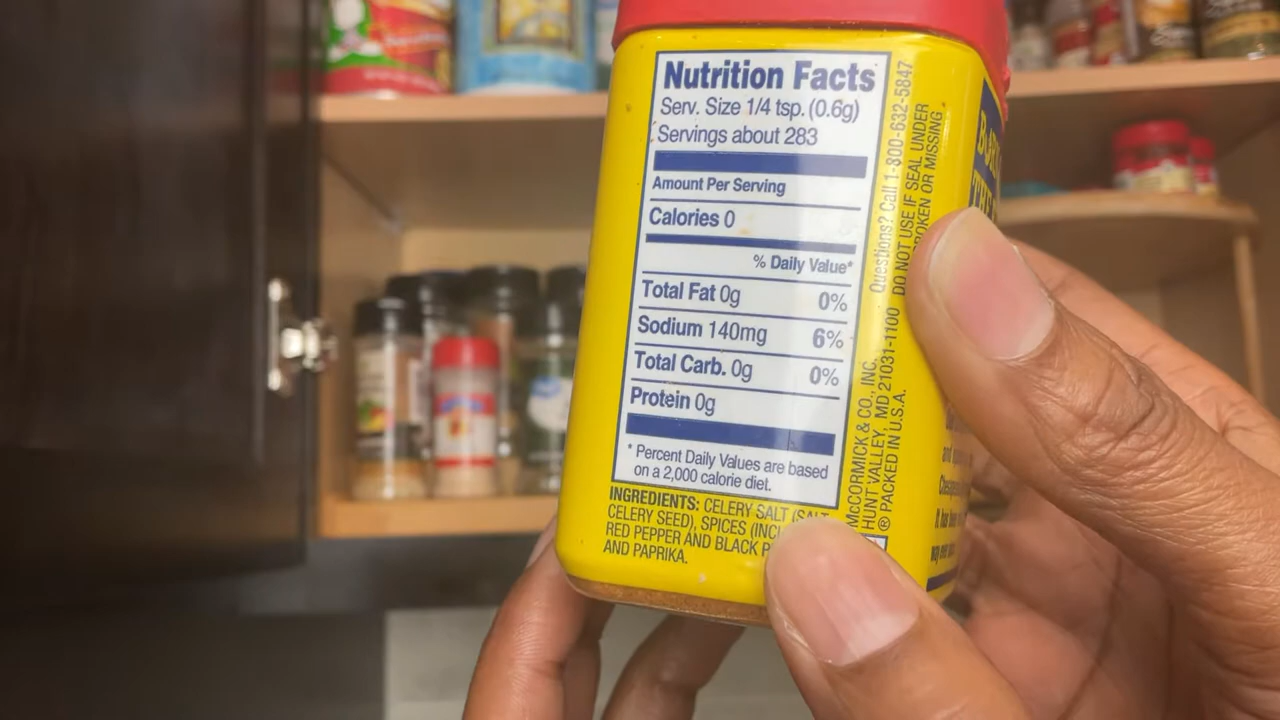 Nutrition Facts
Serv. Size 1/4 tsp. (0.6g)
Servings about 283
Amount Per Serving
Calories 0
% Daily Value*
Total Fat 0g 0%
Sodium 140mg 6%
Total Carb. 0g 0%
Protein 0g
* Percent Daily Values are based
on a 2,000 calorie diet.
INGREDIENTS: CELERY SALT (SALT,
CELERY SEED), SPICES (INCL
RED PEPPER AND BLACK P
AND PAPRIKA.
McCORMICK & CO., INC.
HUNT VALLEY, MD 21031-1100
® PACKED IN U.S.A.
Questions? Call 1-800-632-5847
DO NOT USE IF SEAL UNDER
BROKEN OR MISSING